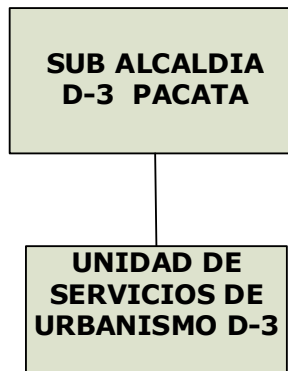 SUB ALCALDIA
D-3 PACATA
UNIDAD DE
SERVICIOS DE
URBANISMO D-3